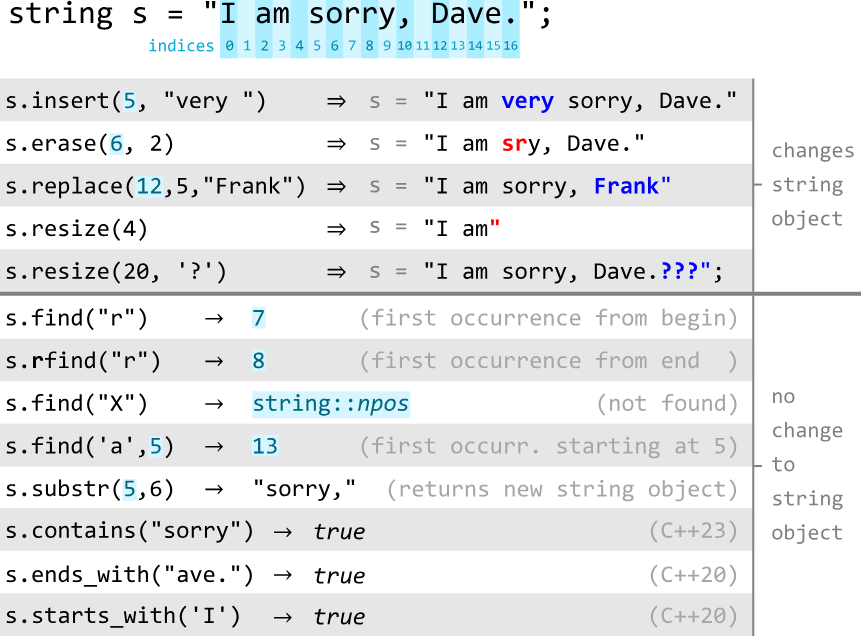 string s = "I am sorry, Dave.";
indices 0 1 2 3 4 5 6 7 8 9 10 11 12 13 14 15 16
s.insert(5, "very ") ⇒ s = "I am very sorry, Dave."
s.erase(6, 2) ⇒ s = "I am sry, Dave."
s.replace(12,5,"Frank") ⇒ s = "I am sorry, Frank"
s.resize(4) ⇒ s = "I am"
s.resize(20, '?') ⇒ s = "I am sorry, Dave.???";
changes
string
object
s.find("r") → 7 (first occurrence from begin)
s.rfind("r") → 8 (first occurrence from end )
s.find("X") → string::npos (not found)
s.find('a',5) → 13 (first occurr. starting at 5)
s.substr(5,6) → "sorry," (returns new string object)
s.contains("sorry") → true (C++23)
s.ends_with("ave.") → true (C++20)
s.starts_with('I') → true (C++20)
no
change
to
string
object